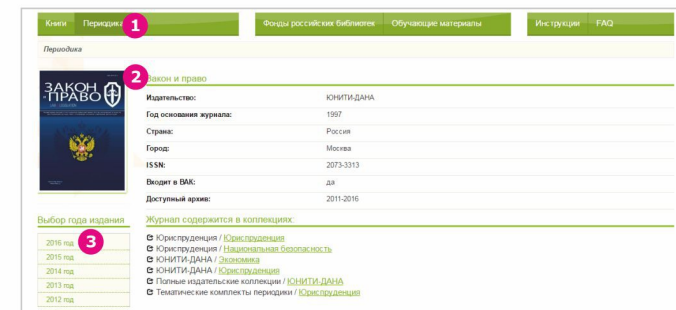 Книги Периодика 1 Фонды российских библиотек Обучающие материалы Инструкции FAQ
Периодика
2 Закон и право
ЗАКОН
ПРАВО
Издательство: ЮНИТИ-ДАНА
Год основания журнала: 1997
Страна: Россия
Город: Москва
ISSN: 2073-3313
Входит в ВАК: да
Доступный архив: 2011-2016
Выбор года издания
2016 год 3
2015 год
2014 год
2013 год
2012 год
Журнал содержится в коллекциях:
Юриспруденция / Юриспруденция
Юриспруденция / Национальная безопасность
ЮНИТИ-ДАНА / Экономика
ЮНИТИ-ДАНА / Юриспруденция
Полные издательские коллекции / ЮНИТИ-ДАНА
Тематические комплекты периодики / Юриспруденция